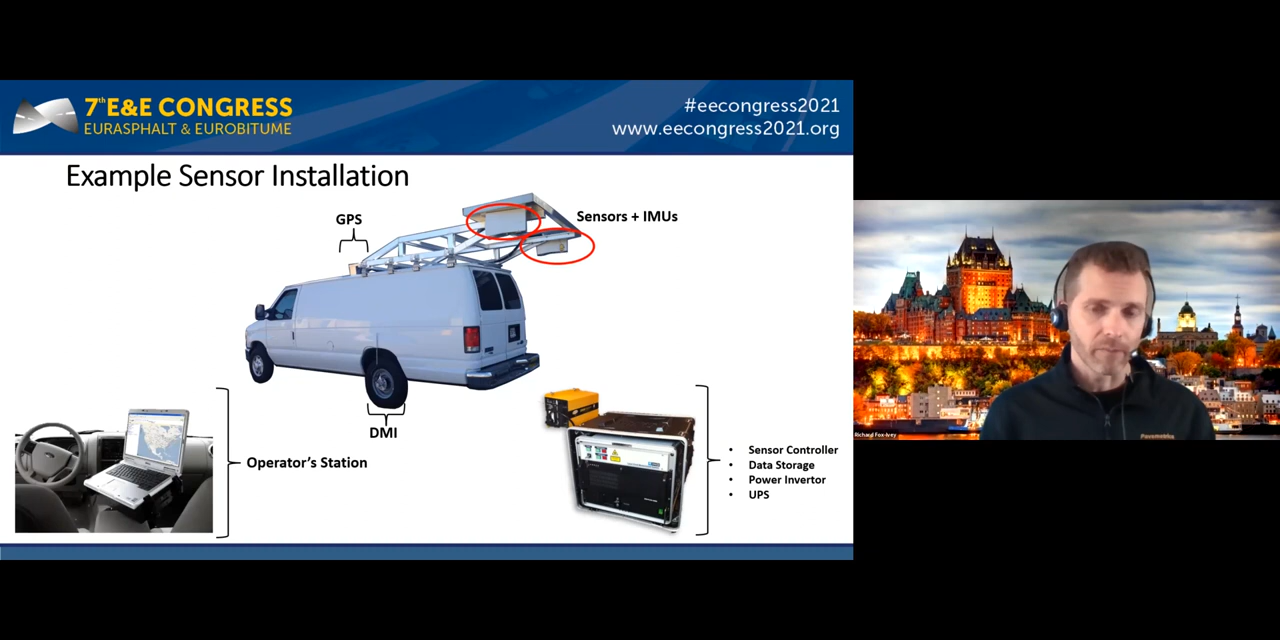 7th E&E CONGRESS
EURASPHALT & EUROBITUME
#eecongress2021
www.eecongress2021.org
Example Sensor Installation
GPS
Sensors + IMUs
DMI
Operator's Station
• Sensor Controller
• Data Storage
• Power Invertor
• UPS
Richard Fox-Ivey
Pavemetrics